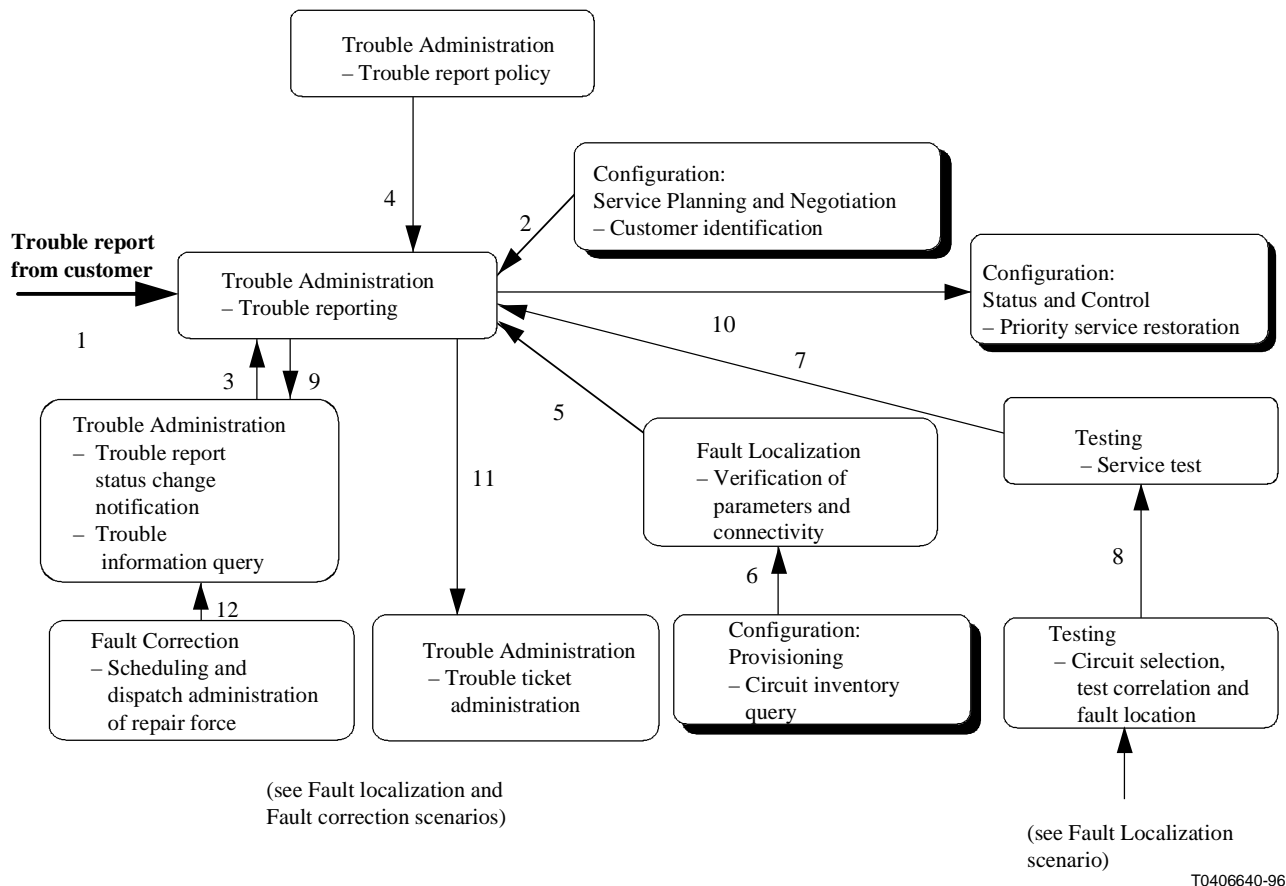 Trouble Administration
– Trouble report policy
4
Configuration:
Service Planning and Negotiation
– Customer identification
2
Trouble report
from customer
1
Trouble Administration
– Trouble reporting
Configuration:
Status and Control
– Priority service restoration
10
7
3
9
5
Trouble Administration
– Trouble report
status change
notification
– Trouble
information query
11
Fault Localization
– Verification of
parameters and
connectivity
Testing
– Service test
12
6
8
Fault Correction
– Scheduling and
dispatch administration
of repair force
Trouble Administration
– Trouble ticket
administration
Configuration:
Provisioning
– Circuit inventory
query
Testing
– Circuit selection,
test correlation and
fault location
(see Fault localization and
Fault correction scenarios)
(see Fault Localization
scenario)
T0406640-96